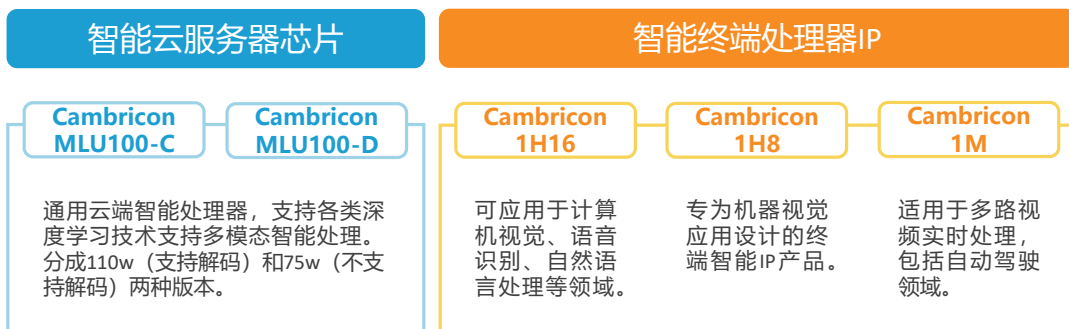 智能云服务器芯片
智能终端处理器IP
Cambricon
MLU100-C
Cambricon
MLU100-D
Cambricon
1H16
Cambricon
1H8
Cambricon
1M
通用云端智能处理器，支持各类深
度学习技术支持多模态智能处理。
分成110w（支持解码）和75w（不支
持解码）两种版本。
可应用于计算
机视觉、语音
识别、自然语
言处理等领域。
专为机器视觉
应用设计的终
端智能IP产品。
适用于多路视
频实时处理，
包括自动驾驶
领域。